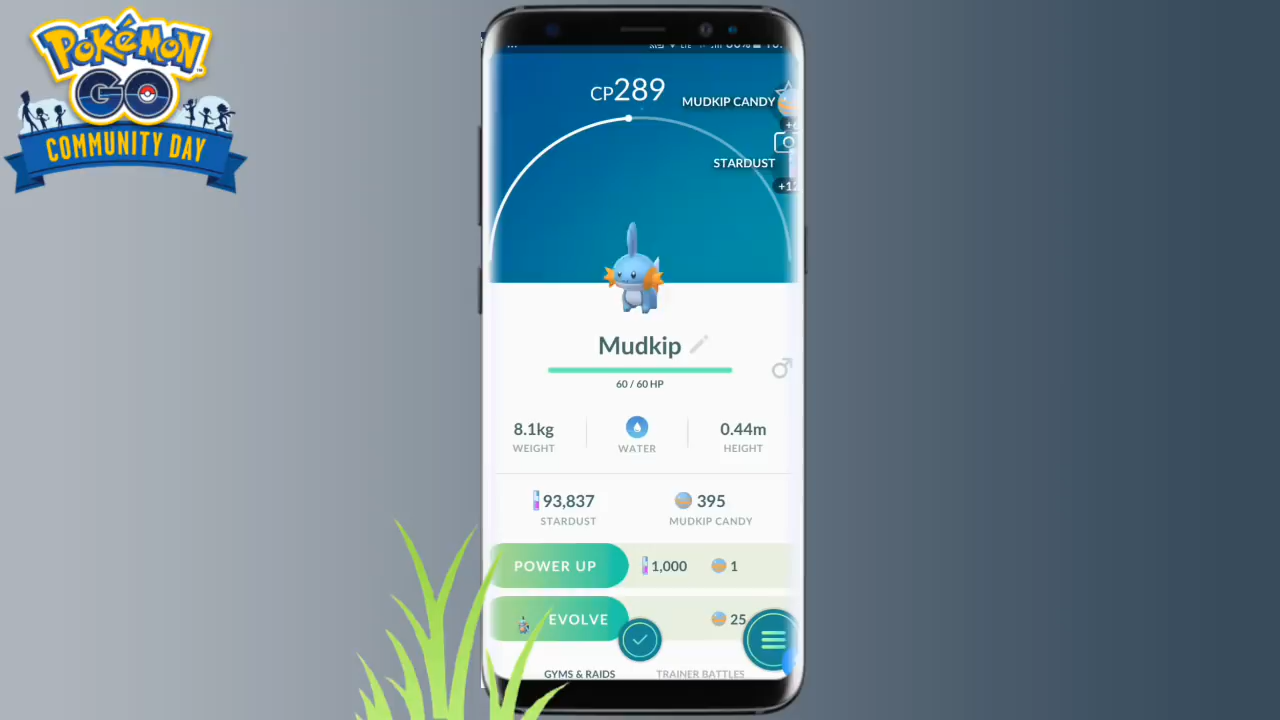 POKéMON
GO
COMMUNITY DAY
CP289
MUDKIP CANDY
STARDUST
Mudkip
60 / 60 HP
8.1kg
WEIGHT
WATER
0.44m
HEIGHT
93,837
STARDUST
395
MUDKIP CANDY
POWER UP 1,000 1
EVOLVE 25
GYMS & RAIDS TRAINER BATTLES